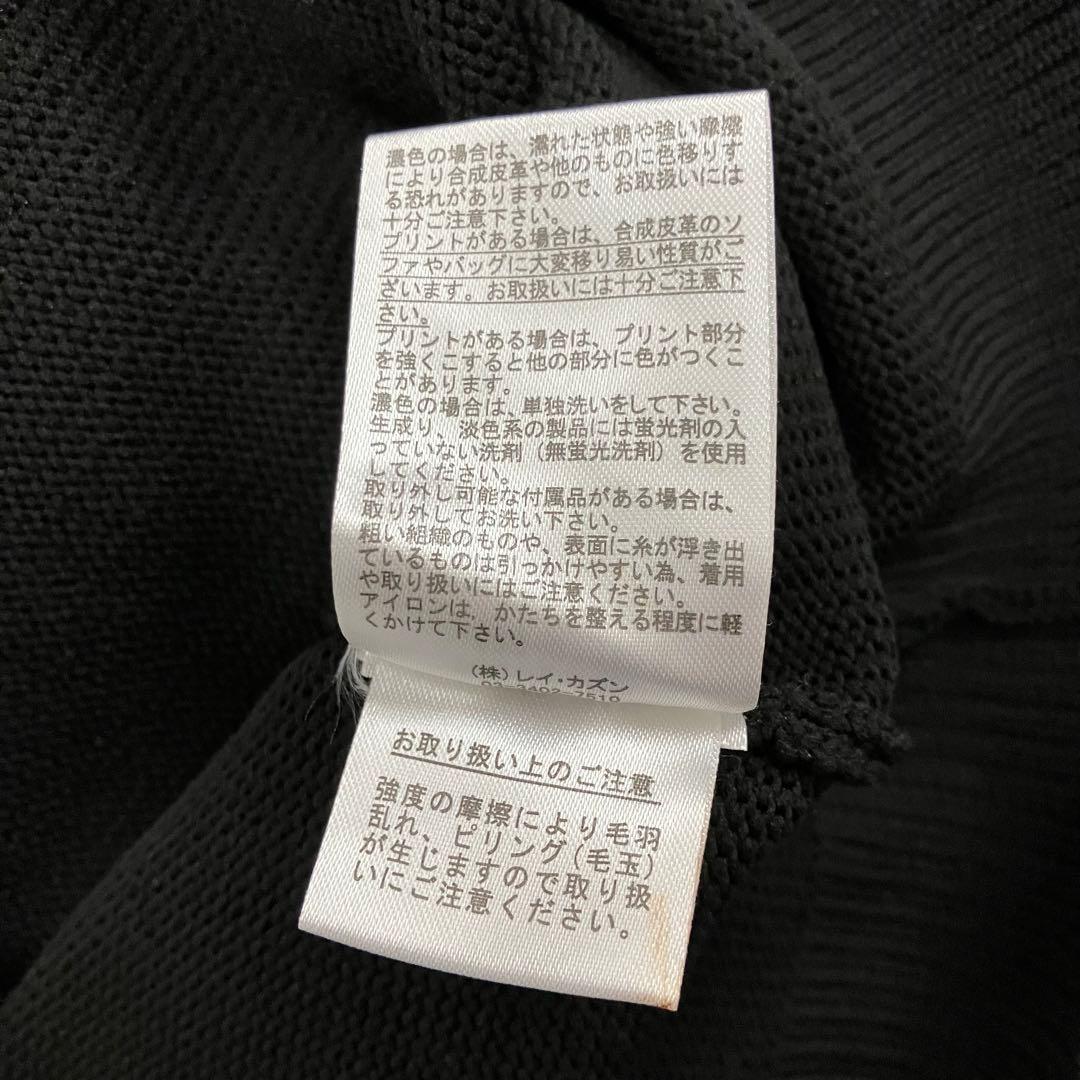 濃色の場合は、濡れた状態や強い摩擦
により合成皮革や他のものに色移りす
る恐れがありますので、お取扱いには
十分ご注意下さい。
プリントがある場合は、合成皮革のソ
ファやバッグに大変移り易い性質がご
ざいます。お取扱いには十分ご注意下
さい。
プリントがある場合は、プリント部分
を強くこすると他の部分に色がつくこ
とがあります。
濃色の場合は、単独洗いをして下さい。
生成り、淡色系の製品には蛍光剤の入
っていない洗剤（無蛍光洗剤）を使用
してください。
取り外し可能な付属品がある場合は、
取り外してお洗い下さい。
粗い組織のものや、表面に糸が浮き出
ているものは引っかけやすい為、着用
や取り扱いにはご注意ください。
アイロンは、かたちを整える程度に軽
くかけて下さい。
（株）レイ・カズン
03-3402-7519
お取り扱い上のご注意
強度の摩擦により毛羽
乱れ、ピリング（毛玉）
が生じますので取り扱
いにご注意ください。